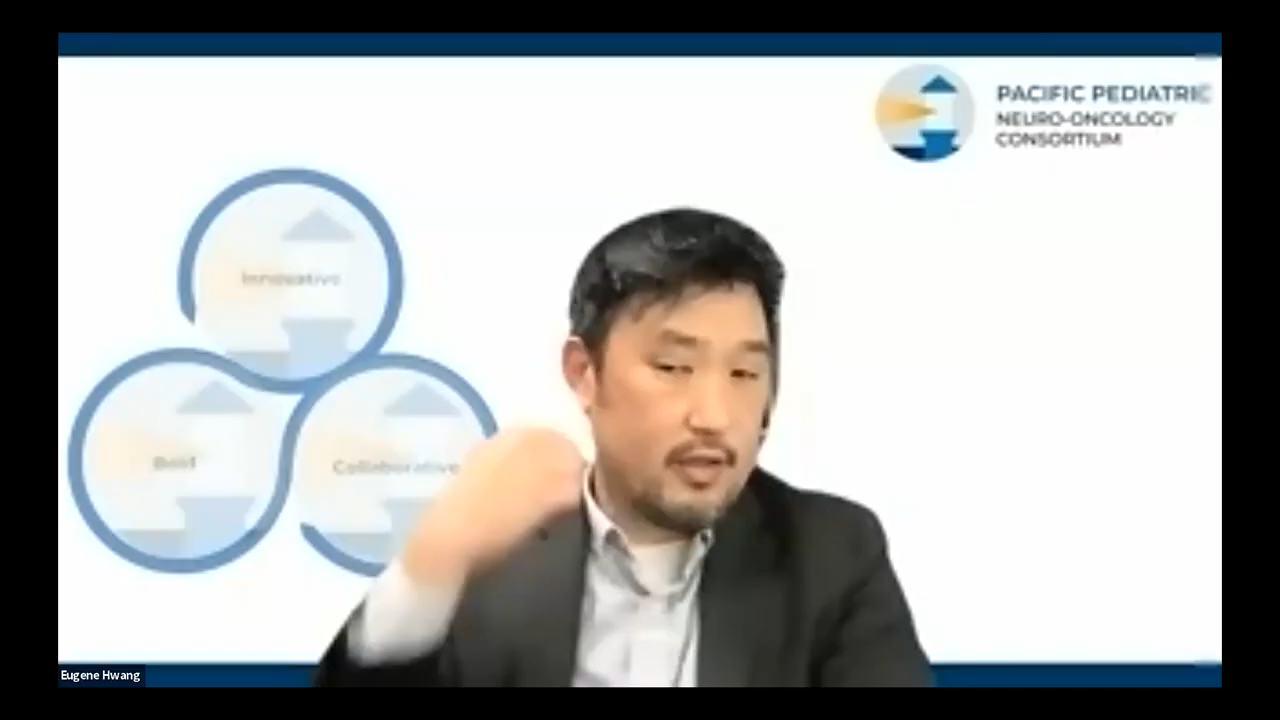 PACIFIC PEDIATRIC
NEURO-ONCOLOGY
CONSORTIUM
Innovative
Bold
Collaborative
Eugene Hwang